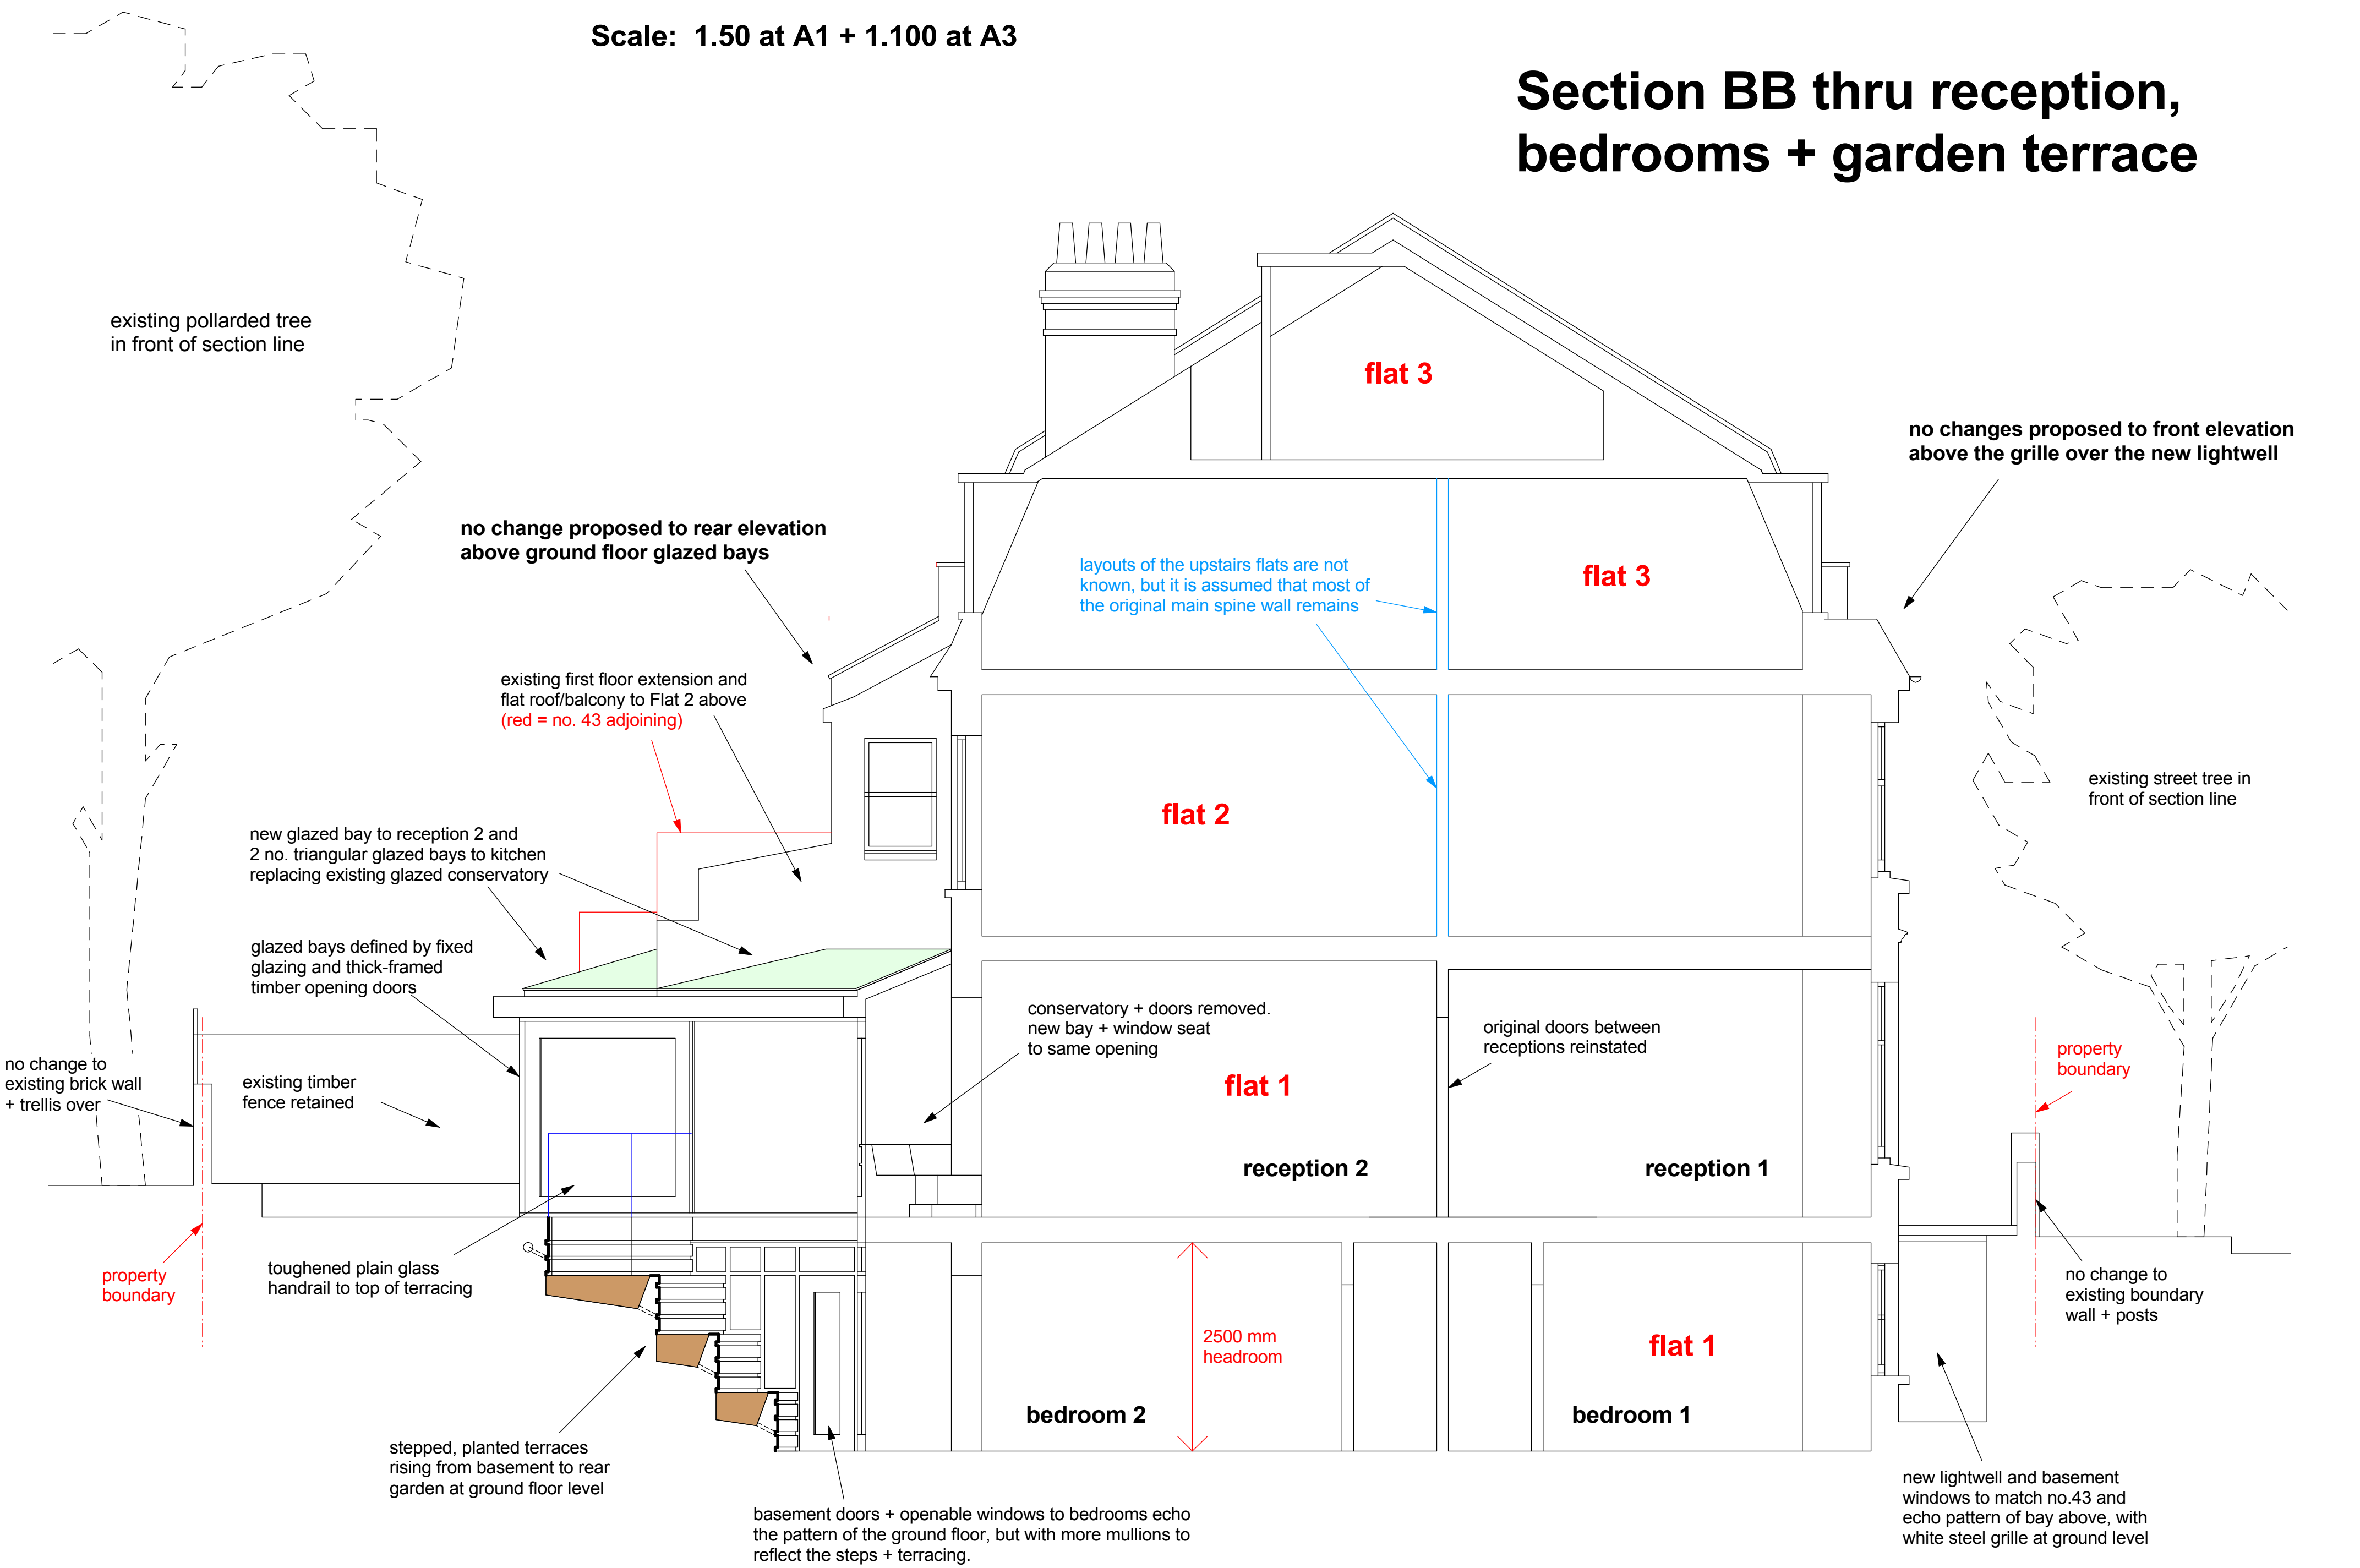 Scale:  1.50 at A1 + 1.100 at A3
Section BB thru reception,
bedrooms + garden terrace
existing pollarded tree
in front of section line
flat 3
no changes proposed to front elevation
above the grille over the new lightwell
no change proposed to rear elevation
above ground floor glazed bays
layouts of the upstairs flats are not
known, but it is assumed that most of
the original main spine wall remains
flat 3
existing first floor extension and
flat roof/balcony to Flat 2 above
(red = no. 43 adjoining)
existing street tree in
front of section line
flat 2
new glazed bay to reception 2 and
2 no. triangular glazed bays to kitchen
replacing existing glazed conservatory
glazed bays defined by fixed
glazing and thick-framed
timber opening doors
conservatory + doors removed.
new bay + window seat
to same opening
original doors between
receptions reinstated
property
boundary
no change to
existing brick wall
+ trellis over
existing timber
fence retained
flat 1
reception 2
reception 1
property
boundary
toughened plain glass
handrail to top of terracing
no change to
existing boundary
wall + posts
2500 mm
headroom
flat 1
bedroom 2
bedroom 1
stepped, planted terraces
rising from basement to rear
garden at ground floor level
basement doors + openable windows to bedrooms echo
the pattern of the ground floor, but with more mullions to
reflect the steps + terracing.
new lightwell and basement
windows to match no.43 and
echo pattern of bay above, with
white steel grille at ground level